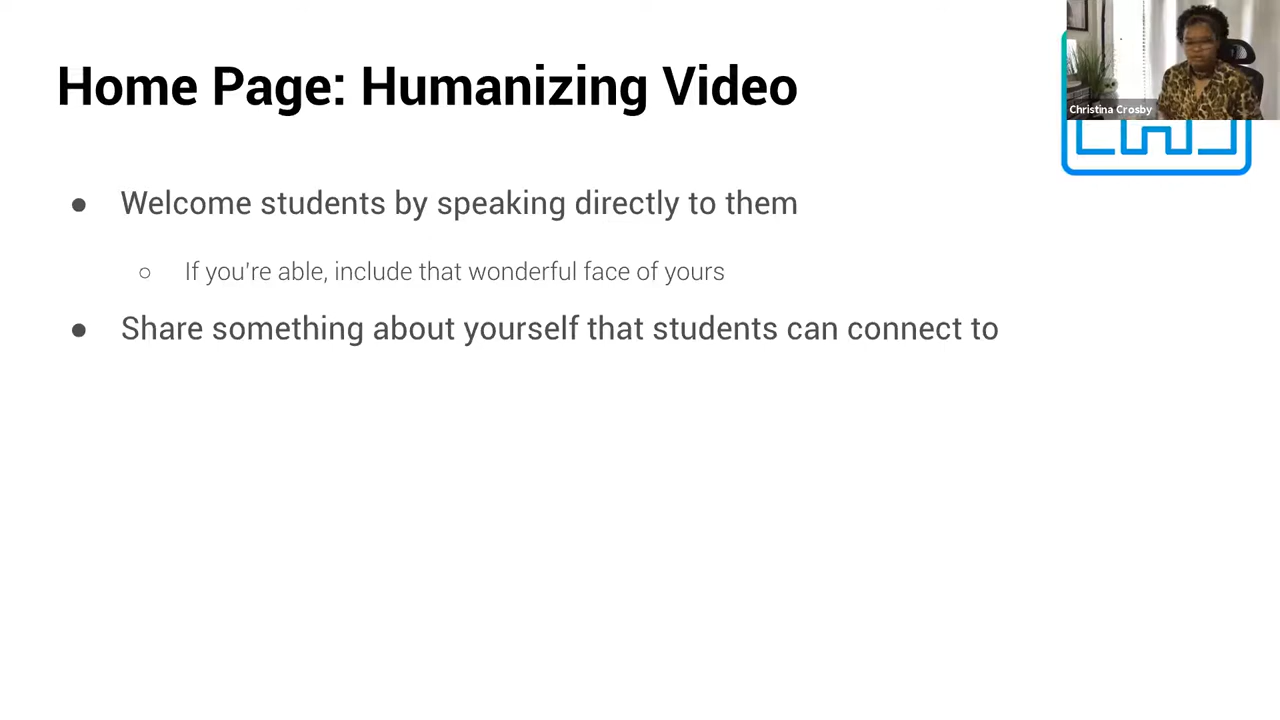 Home Page: Humanizing Video
Christina Crosby
● Welcome students by speaking directly to them
○ If you're able, include that wonderful face of yours
● Share something about yourself that students can connect to